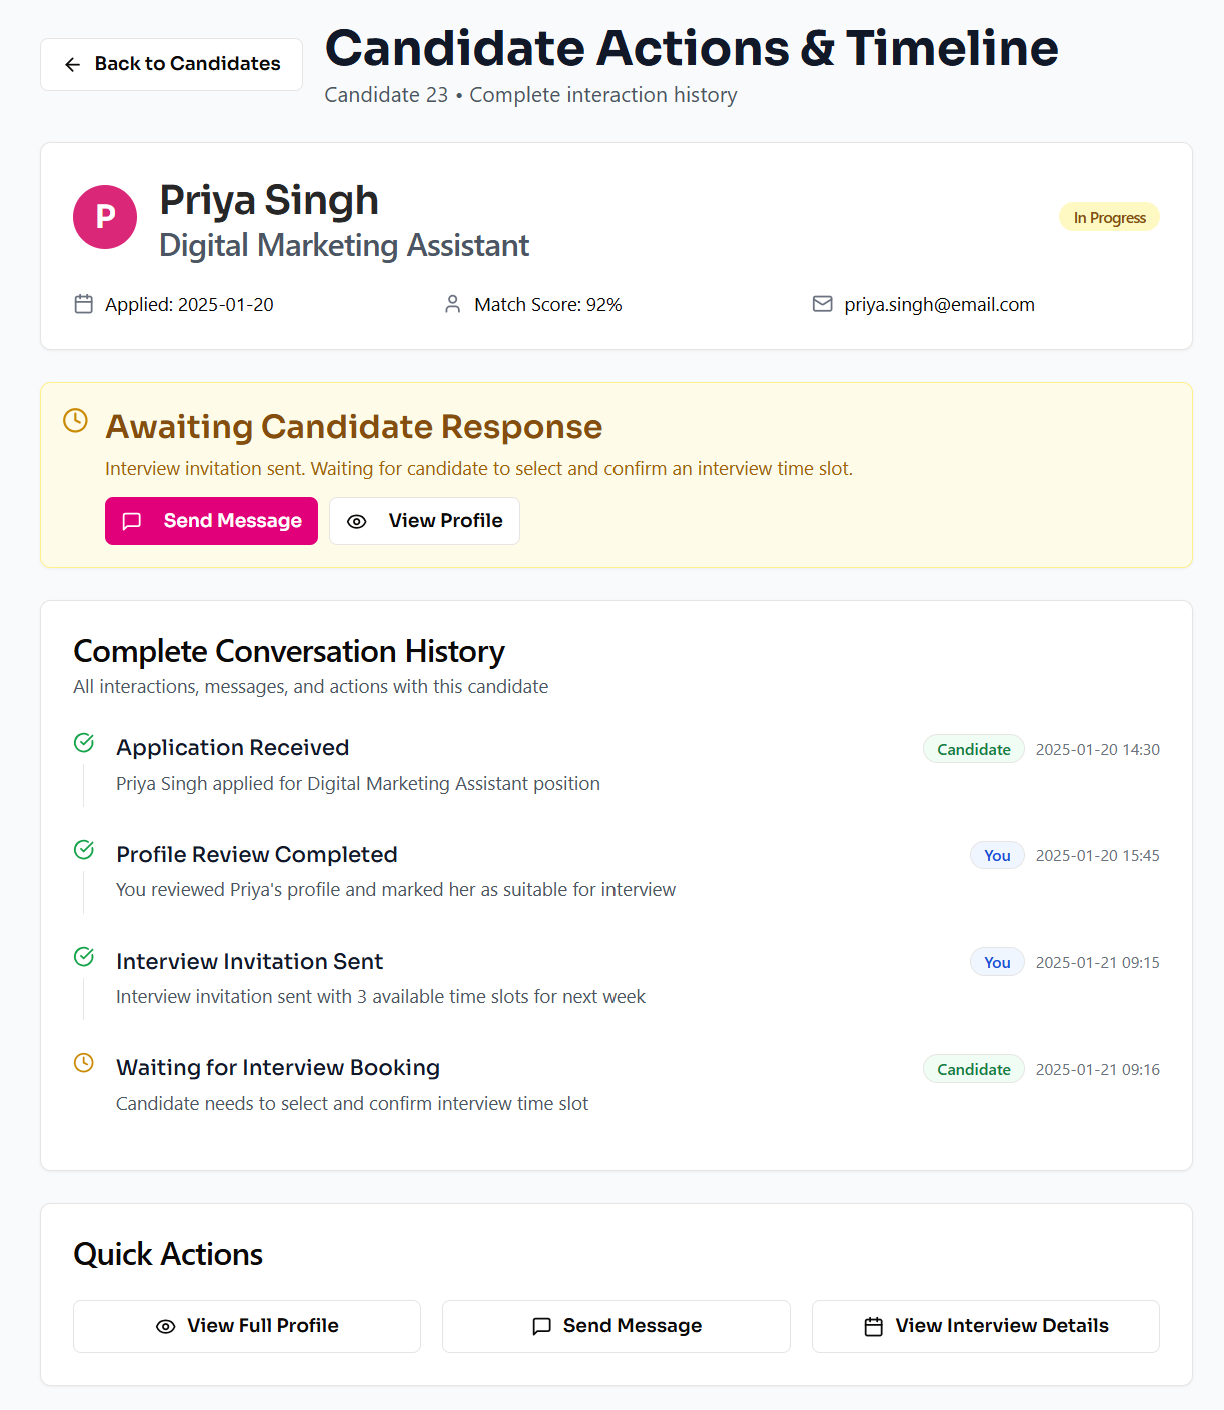 Back to Candidates
Candidate Actions & Timeline
Candidate 23 • Complete interaction history
P
Priya Singh
Digital Marketing Assistant
In Progress
Applied: 2025-01-20
Match Score: 92%
priya.singh@email.com
Awaiting Candidate Response
Interview invitation sent. Waiting for candidate to select and confirm an interview time slot.
Send Message
View Profile
Complete Conversation History
All interactions, messages, and actions with this candidate
Application Received
Candidate
2025-01-20 14:30
Priya Singh applied for Digital Marketing Assistant position
Profile Review Completed
You
2025-01-20 15:45
You reviewed Priya's profile and marked her as suitable for interview
Interview Invitation Sent
You
2025-01-21 09:15
Interview invitation sent with 3 available time slots for next week
Waiting for Interview Booking
Candidate
2025-01-21 09:16
Candidate needs to select and confirm interview time slot
Quick Actions
View Full Profile
Send Message
View Interview Details